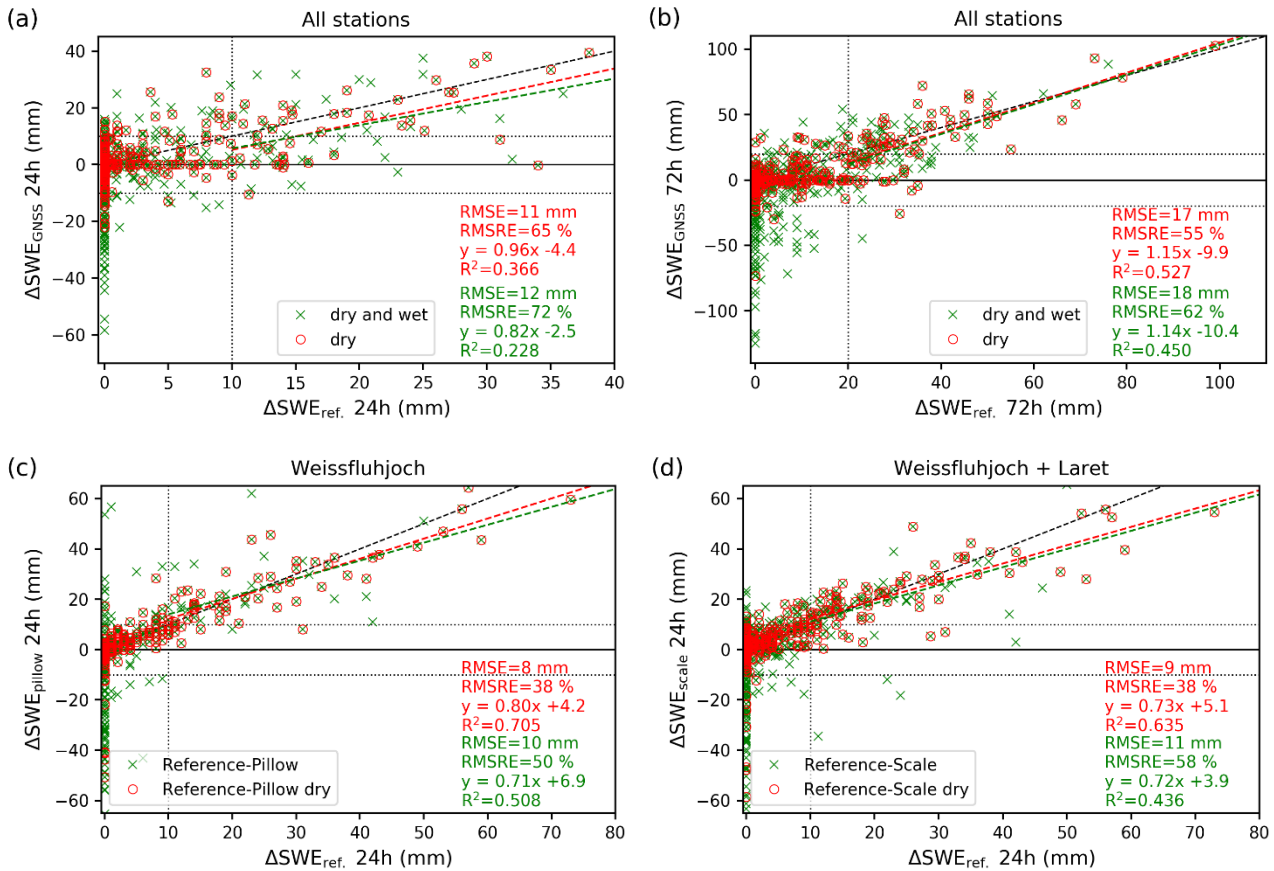 (a)
All stations
ΔSWE_GNSS 24h (mm)
40
20
0
−20
−40
−60
RMSE=11 mm
RMSRE=65 %
y = 0.96x -4.4
R²=0.366
RMSE=12 mm
RMSRE=72 %
y = 0.82x -2.5
R²=0.228
dry and wet
dry
0 5 10 15 20 25 30 35 40
ΔSWE_ref. 24h (mm)
(b)
All stations
ΔSWE_GNSS 72h (mm)
100
50
0
−50
−100
RMSE=17 mm
RMSRE=55 %
y = 1.15x -9.9
R²=0.527
RMSE=18 mm
RMSRE=62 %
y = 1.14x -10.4
R²=0.450
dry and wet
dry
0 20 40 60 80 100
ΔSWE_ref. 72h (mm)
(c)
Weissfluhjoch
ΔSWE_pillow 24h (mm)
60
40
20
0
−20
−40
−60
RMSE=8 mm
RMSRE=38 %
y = 0.80x +4.2
R²=0.705
RMSE=10 mm
RMSRE=50 %
y = 0.71x +6.9
R²=0.508
Reference-Pillow
Reference-Pillow dry
0 10 20 30 40 50 60 70 80
ΔSWE_ref. 24h (mm)
(d)
Weissfluhjoch + Laret
ΔSWE_scale 24h (mm)
60
40
20
0
−20
−40
−60
RMSE=9 mm
RMSRE=38 %
y = 0.73x +5.1
R²=0.635
RMSE=11 mm
RMSRE=58 %
y = 0.72x +3.9
R²=0.436
Reference-Scale
Reference-Scale dry
0 10 20 30 40 50 60 70 80
ΔSWE_ref. 24h (mm)